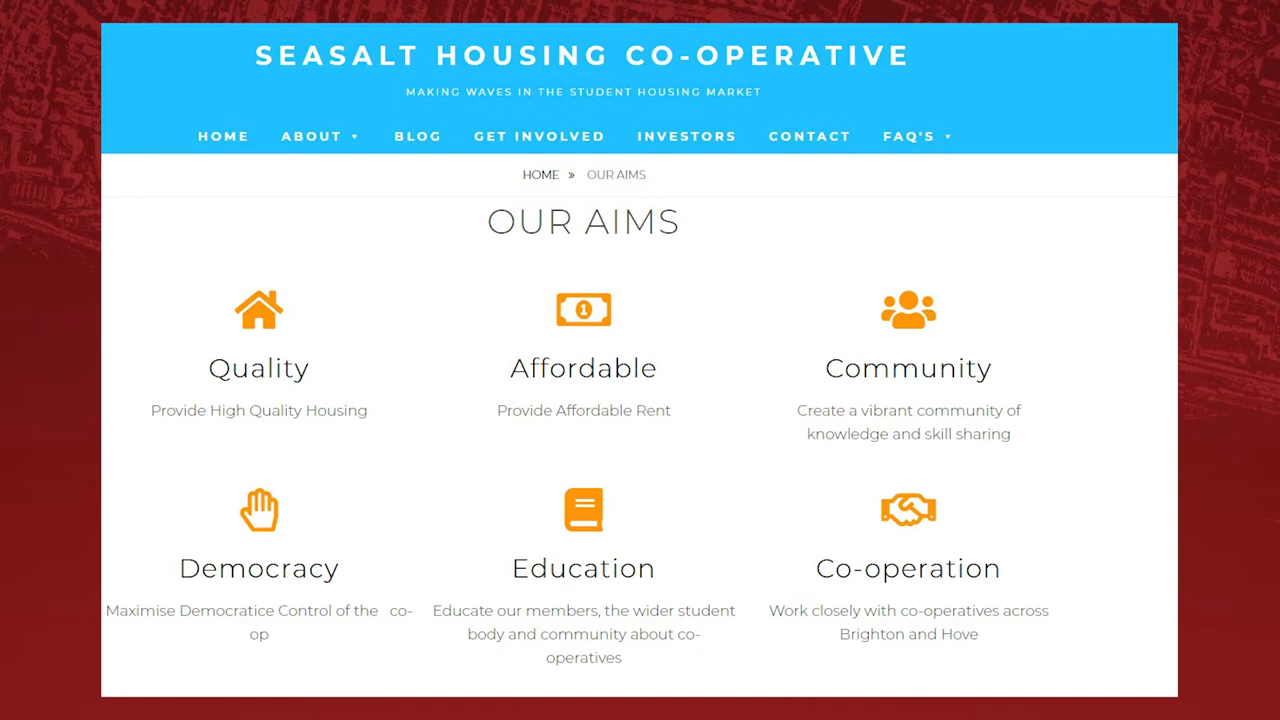 SEASALT HOUSING CO-OPERATIVE
MAKING WAVES IN THE STUDENT HOUSING MARKET
HOME ABOUT BLOG GET INVOLVED INVESTORS CONTACT FAQ'S
HOME » OUR AIMS
OUR AIMS
1
Quality Affordable Community
Provide High Quality Housing
Provide Affordable Rent
Create a vibrant community of
knowledge and skill sharing
Democracy Education Co-operation
Maximise Democratice Control of the co-
op
Educate our members, the wider student
body and community about co-
operatives
Work closely with co-operatives across
Brighton and Hove